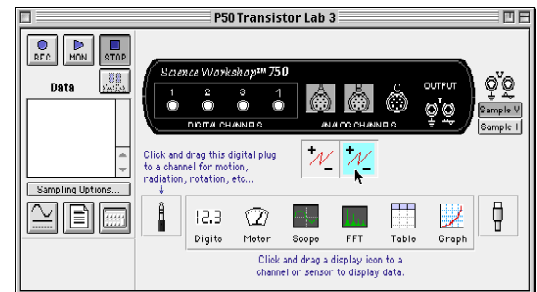 P50 Transistor Lab 3
REC MON STOP
Data
Science Workshop™ 750
1 2 3 4
A B C
OUTPUT
DIGITAL CHANNELS
ANALOG CHANNELS
Sample V
Sample I
Click and drag this digital plug
to a channel for motion,
radiation, rotation, etc...
Sampling Options...
12.3
Digits Meter Scope FFT Table Graph
Click and drag a display icon to a
channel or sensor to display data.